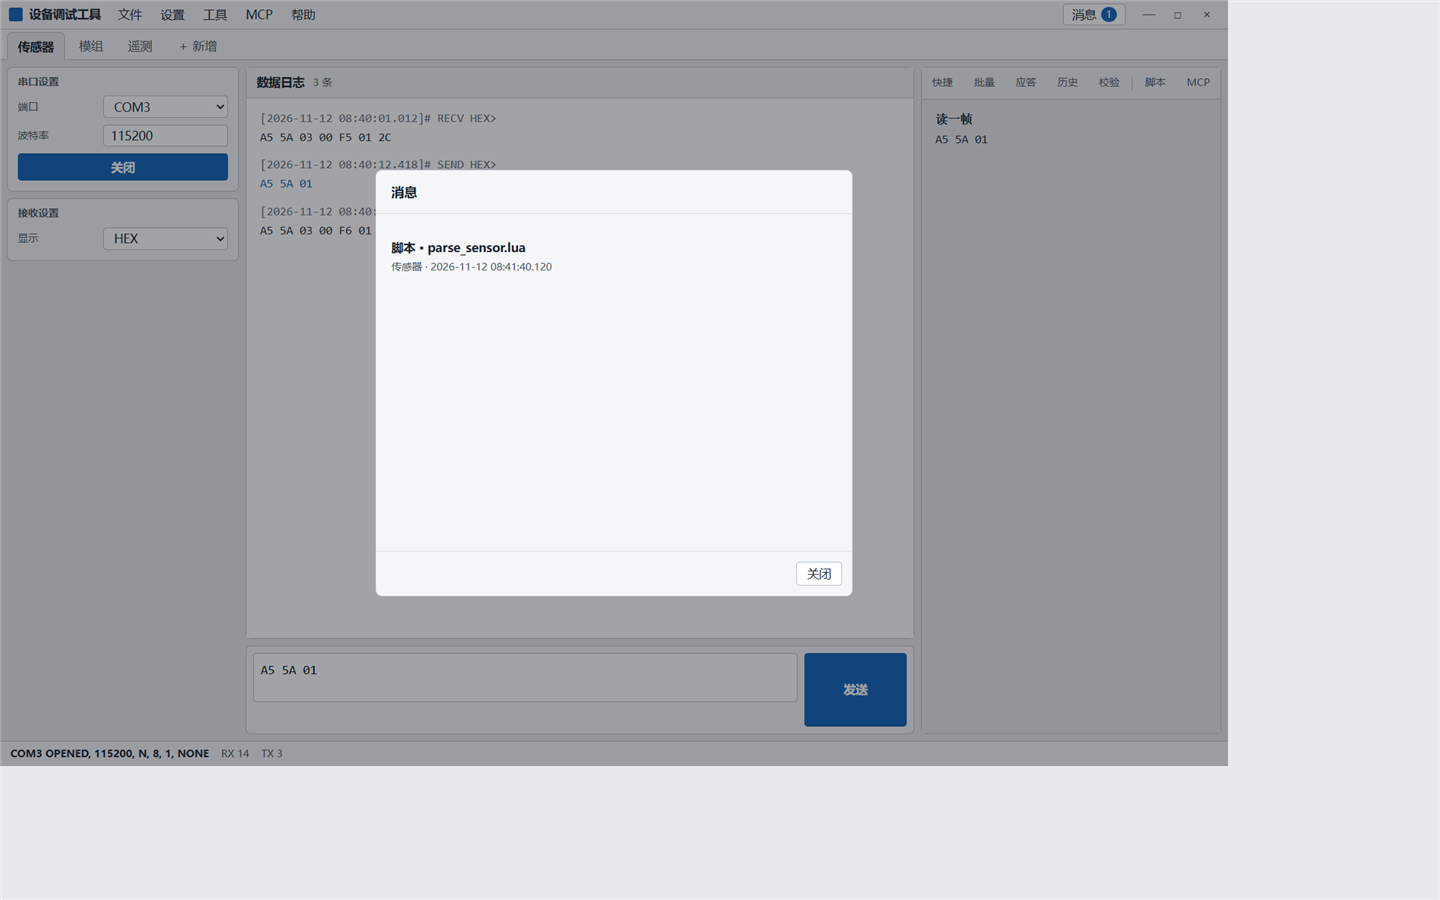 设备调试工具 文件 设置 工具 MCP 帮助 消息 1
传感器 模组 遥测 + 新增
串口设置
端口 COM3
波特率 115200
关闭
接收设置
显示 HEX
数据日志 3 条
[2026-11-12 08:40:01.012]# RECV HEX>
A5 5A 03 00 F5 01 2C
[2026-11-12 08:40:12.418]# SEND HEX>
A5 5A 01
[2026-11-12 08:40:
A5 5A 03 00 F6 01
消息
脚本 • parse_sensor.lua
传感器 · 2026-11-12 08:41:40.120
关闭
A5 5A 01
发送
快捷 批量 应答 历史 校验 脚本 MCP
读一帧
A5 5A 01
COM3 OPENED, 115200, N, 8, 1, NONE RX 14 TX 3